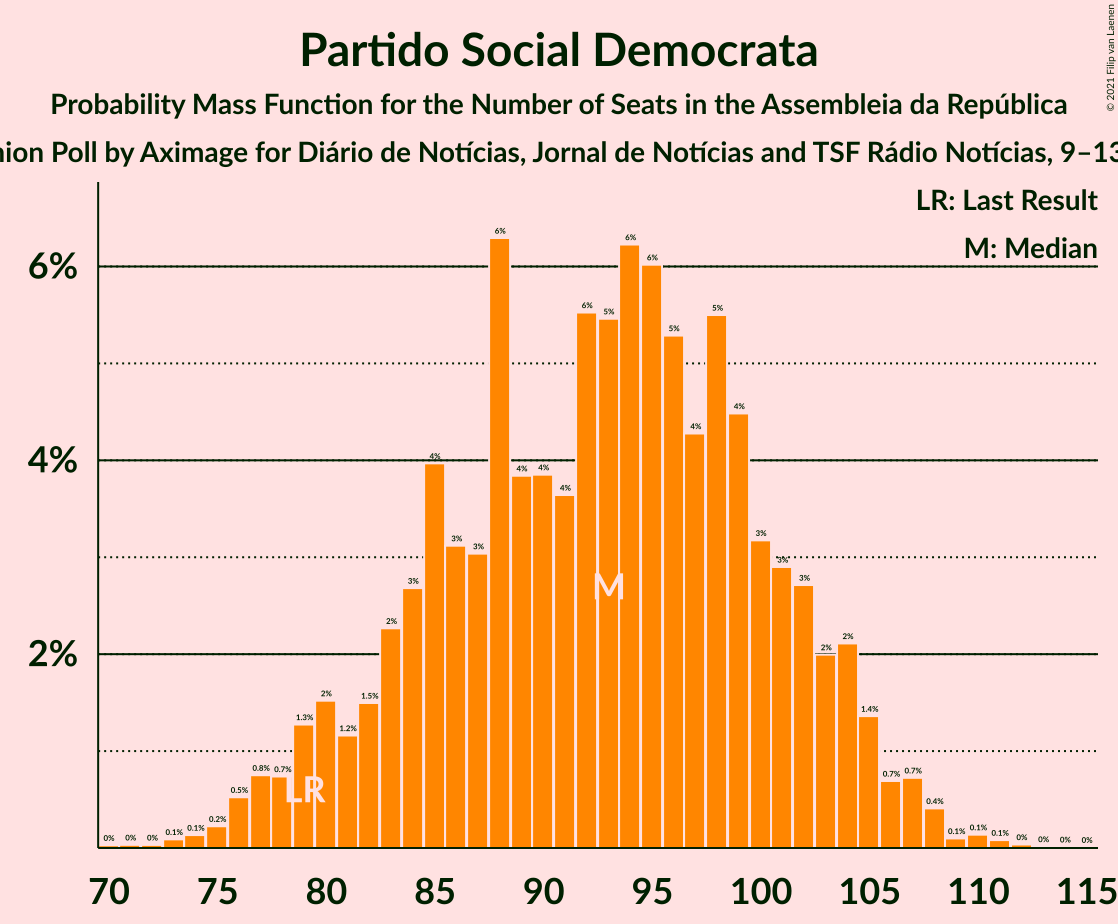 Partido Social Democrata
Probability Mass Function for the Number of Seats in the Assembleia da República
nion Poll by Aximage for Diário de Notícias, Jornal de Notícias and TSF Rádio Notícias, 9–13
© 2021 Filip van Laenen
LR: Last Result
M: Median
6%
4%
2%
0% 0% 0% 0.1% 0.1% 0.2% 0.5% 0.8% 0.7% 1.3% 2% 1.2% 1.5% 2% 3% 4% 3% 3% 6% 4% 4% 4% 6% 5% 6% 6% 5% 4% 5% 4% 3% 3% 3% 2% 2% 1.4% 0.7% 0.7% 0.4% 0.1% 0.1% 0.1% 0% 0% 0% 0%
M
LR
70 75 80 85 90 95 100 105 110 115